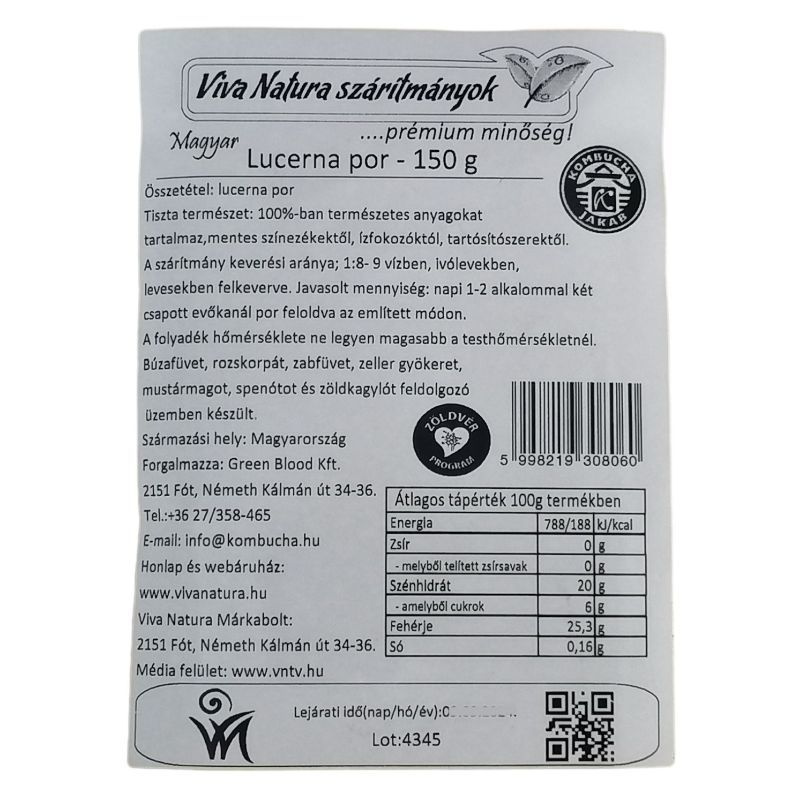 Viva Natura szárítmányok
....prémium minőség!
Magyar
Lucerna por - 150 g
KOMBUCHA
JAKAB
Összetétel: lucerna por
Tiszta természet: 100%-ban természetes anyagokat
tartalmaz,mentes színezékektől, ízfokozóktól, tartósítószerektől.
A szárítmány keverési aránya; 1:8- 9 vízben, ivólevekben,
levesekben felkeverve. Javasolt mennyiség: napi 1-2 alkalommal két
csapott evőkanál por feloldva az említett módon.
A folyadék hőmérséklete ne legyen magasabb a testhőmérsékletnél.
Búzafüvet, rozskorpát, zabfüvet, zeller gyökeret,
mustármagot, spenótot és zöldkagylót feldolgozó
üzemben készült.
Származási hely: Magyarország
Forgalmazza: Green Blood Kft.
2151 Fót, Németh Kálmán út 34-36.
Tel.:+36 27/358-465
E-mail: info@kombucha.hu
Honlap és webáruház:
www.vivanatura.hu
Viva Natura Márkabolt:
2151 Fót, Németh Kálmán út 34-36.
Média felület: www.vntv.hu
ZÖLDVÉR
PROGRAM
5 998219 308060
Átlagos tápérték 100g termékben
Energia 788/188 kJ/kcal
Zsír 0 g
- melyből telített zsírsavak 0 g
Szénhidrát 20 g
- amelyből cukrok 6 g
Fehérje 25,3 g
Só 0,16 g
Lejárati idő(nap/hó/év):
Lot:4345